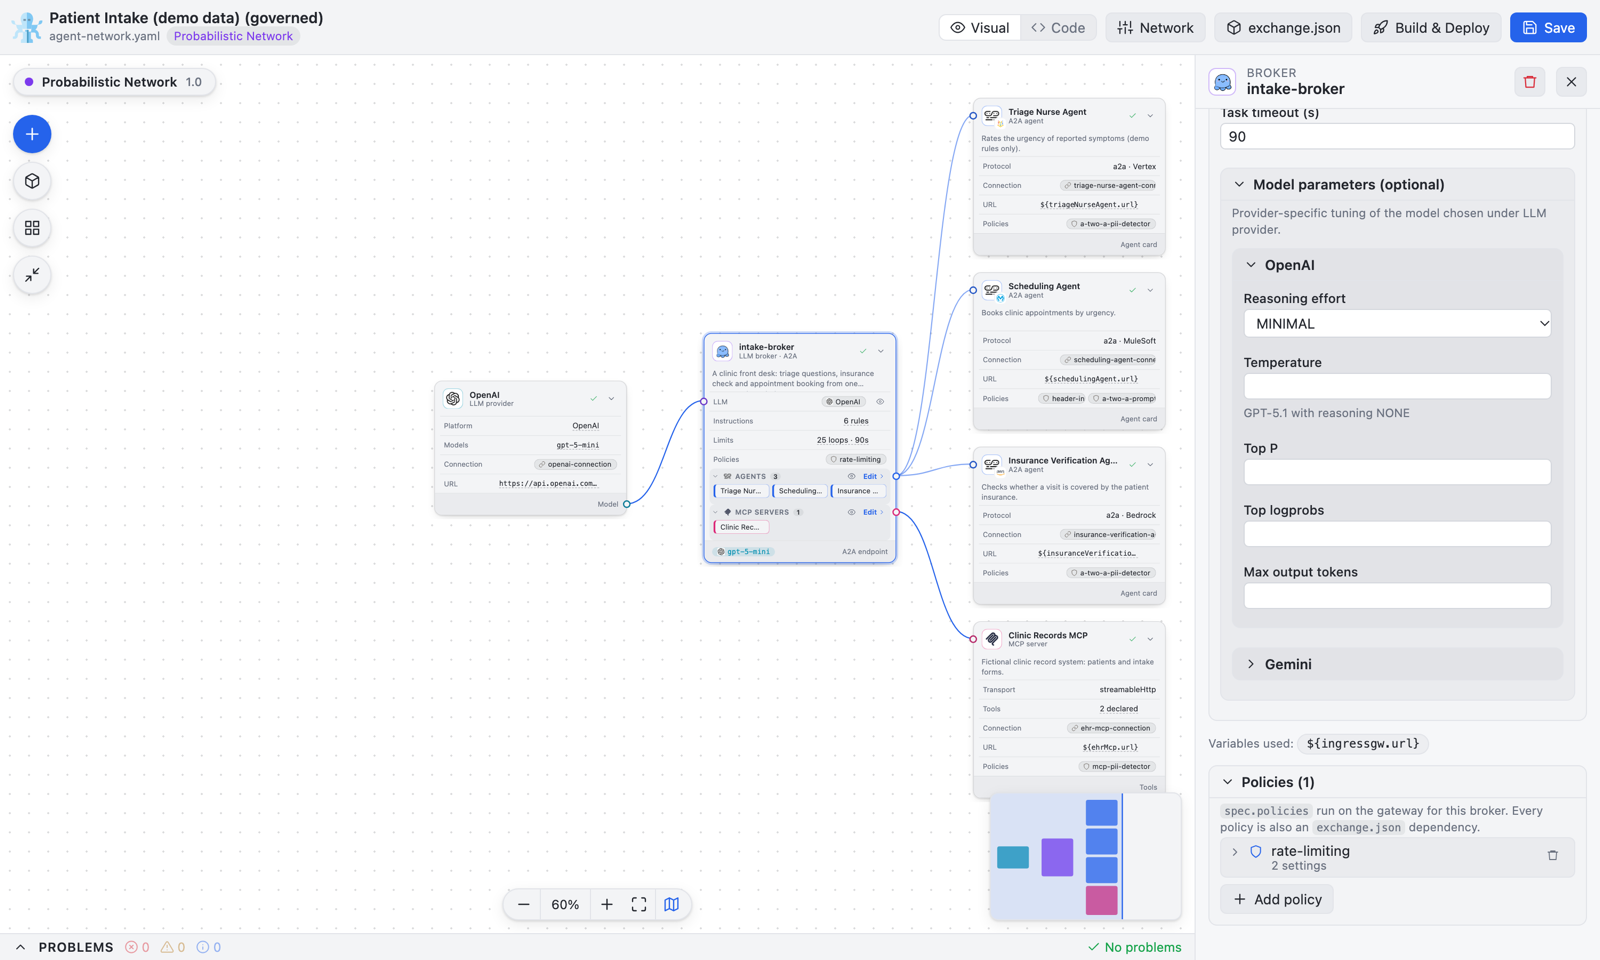 Patient Intake (demo data) (governed)
agent-network.yaml Probabilistic Network
Visual
Code
Network
exchange.json
Build & Deploy
Save
Probabilistic Network 1.0
OpenAI
LLM provider
Platform OpenAI
Models gpt-5-mini
Connection openai-connection
URL https://api.openai.com…
Model
intake-broker
LLM broker · A2A
A clinic front desk: triage questions, insurance
check and appointment booking from one…
LLM OpenAI
Instructions 6 rules
Limits 25 loops · 90s
Policies rate-limiting
AGENTS 3 Edit
Triage Nur… Scheduling… Insurance …
MCP SERVERS 1 Edit
Clinic Rec…
gpt-5-mini A2A endpoint
Triage Nurse Agent
A2A agent
Rates the urgency of reported symptoms (demo
rules only).
Protocol a2a · Vertex
Connection triage-nurse-agent-conn
URL ${triageNurseAgent.url}
Policies a-two-a-pii-detector
Agent card
Scheduling Agent
A2A agent
Books clinic appointments by urgency.
Protocol a2a · MuleSoft
Connection scheduling-agent-conne
URL ${schedulingAgent.url}
Policies header-in a-two-a-prompt
Agent card
Insurance Verification Ag…
A2A agent
Checks whether a visit is covered by the patient
insurance.
Protocol a2a · Bedrock
Connection insurance-verification-a
URL ${insuranceVerificatio…
Policies a-two-a-pii-detector
Agent card
Clinic Records MCP
MCP server
Fictional clinic record system: patients and intake
forms.
Transport streamableHttp
Tools 2 declared
Connection ehr-mcp-connection
URL ${ehrMcp.url}
Policies mcp-pii-detector
Tools
60%
PROBLEMS 0 0 0
No problems
BROKER
intake-broker
Task timeout (s)
90
Model parameters (optional)
Provider-specific tuning of the model chosen under LLM
provider.
OpenAI
Reasoning effort
MINIMAL
Temperature
GPT-5.1 with reasoning NONE
Top P
Top logprobs
Max output tokens
Gemini
Variables used: ${ingressgw.url}
Policies (1)
spec.policies run on the gateway for this broker. Every
policy is also an exchange.json dependency.
rate-limiting
2 settings
Add policy